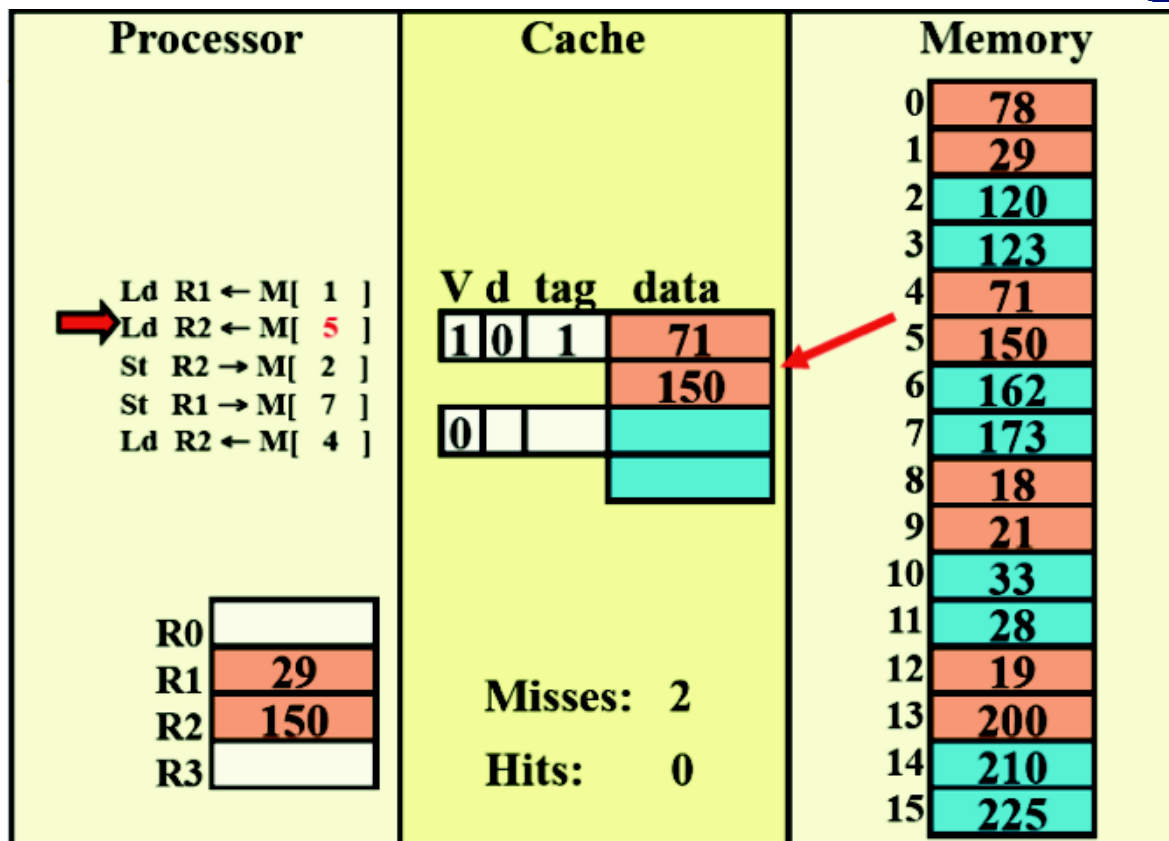 Processor
Ld R1 ← M[ 1 ]
Ld R2 ← M[ 5 ]
St R2 → M[ 2 ]
St R1 → M[ 7 ]
Ld R2 ← M[ 4 ]
R0
R1 29
R2 150
R3
Cache
V d tag data
1 0 1 71
150
0
Misses: 2
Hits: 0
Memory
0 78
1 29
2 120
3 123
4 71
5 150
6 162
7 173
8 18
9 21
10 33
11 28
12 19
13 200
14 210
15 225